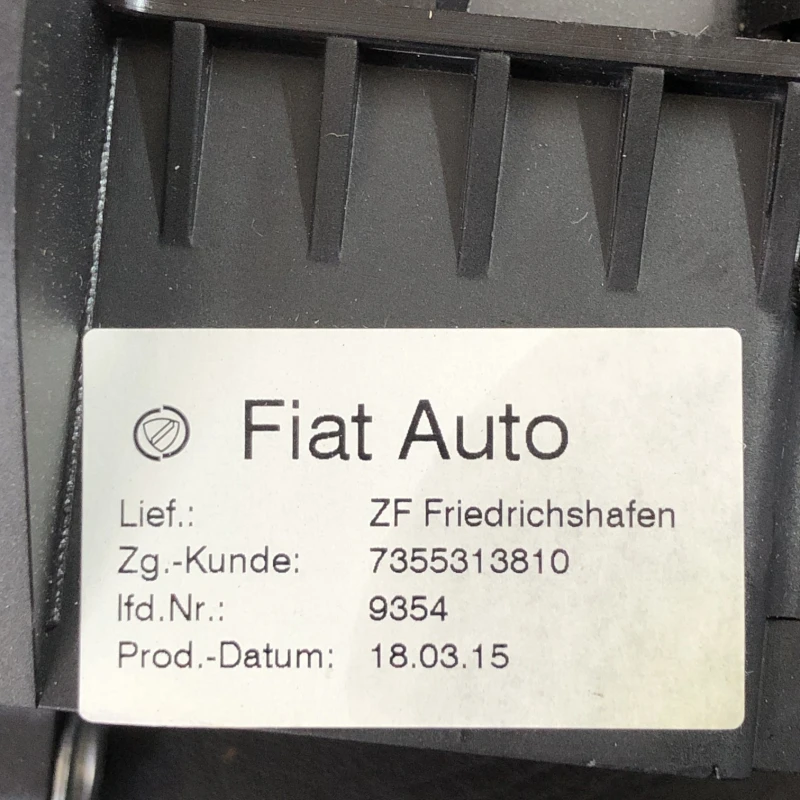 Fiat Auto
Lief.: ZF Friedrichshafen
Zg.-Kunde: 7355313810
lfd.Nr.: 9354
Prod.-Datum: 18.03.15